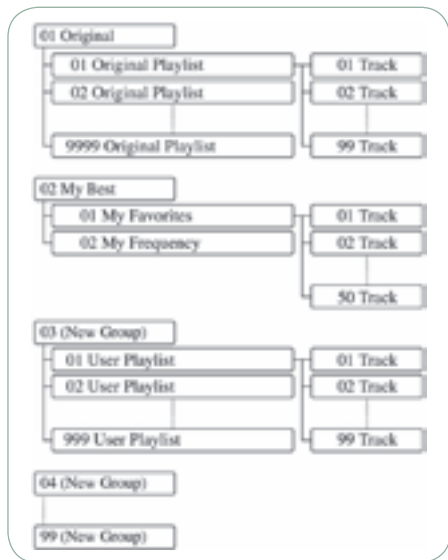 01 Original
01 Original Playlist 01 Track
02 Original Playlist 02 Track
9999 Original Playlist 99 Track
02 My Best
01 My Favorites 01 Track
02 My Frequency 02 Track
50 Track
03 (New Group)
01 User Playlist 01 Track
02 User Playlist 02 Track
999 User Playlist 99 Track
04 (New Group)
99 (New Group)